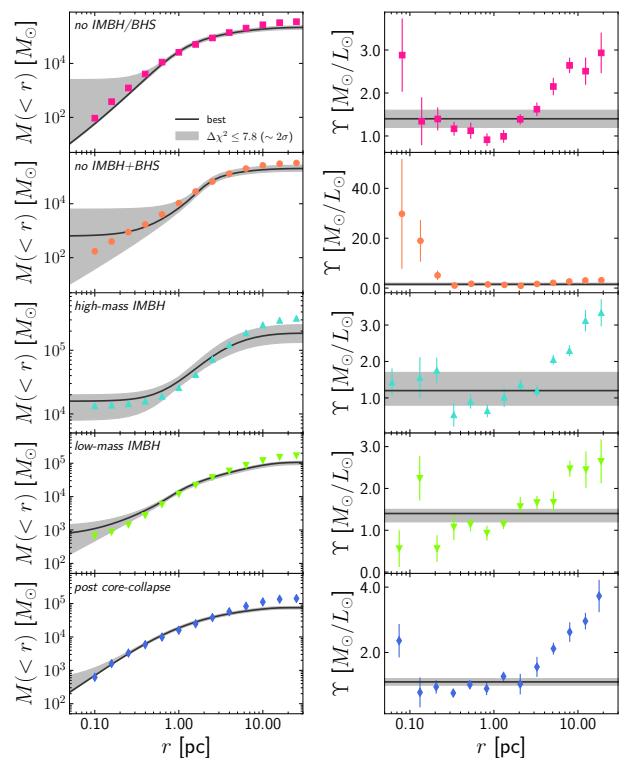 no IMBH/BHS
M(< r) [M⊙]
10⁴
10²
best
Δχ² ≤ 7.8 (∼ 2σ)
Υ [M⊙/L⊙]
3.0
2.0
1.0
no IMBH+BHS
M(< r) [M⊙]
10⁴
10²
Υ [M⊙/L⊙]
40.0
20.0
0.0
high-mass IMBH
M(< r) [M⊙]
10⁵
10⁴
Υ [M⊙/L⊙]
3.0
2.0
1.0
low-mass IMBH
M(< r) [M⊙]
10⁵
10⁴
10³
Υ [M⊙/L⊙]
3.0
2.0
1.0
0.0
post core-collapse
M(< r) [M⊙]
10⁵
10⁴
10³
10²
Υ [M⊙/L⊙]
4.0
2.0
0.10 1.00 10.00
r [pc]
0.10 1.00 10.00
r [pc]